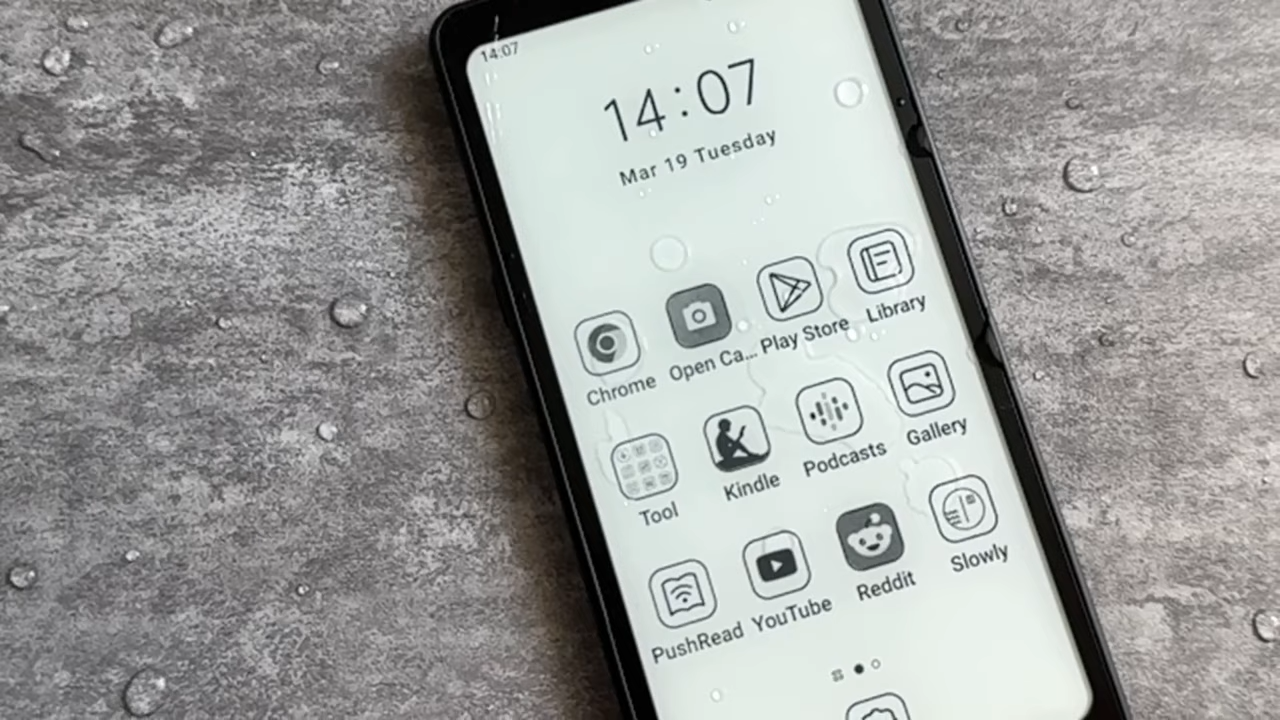 14:07
14:07
Mar 19 Tuesday
Chrome
Open Ca...
Play Store
Library
Tool
Kindle
Podcasts
Gallery
PushRead
YouTube
Reddit
Slowly